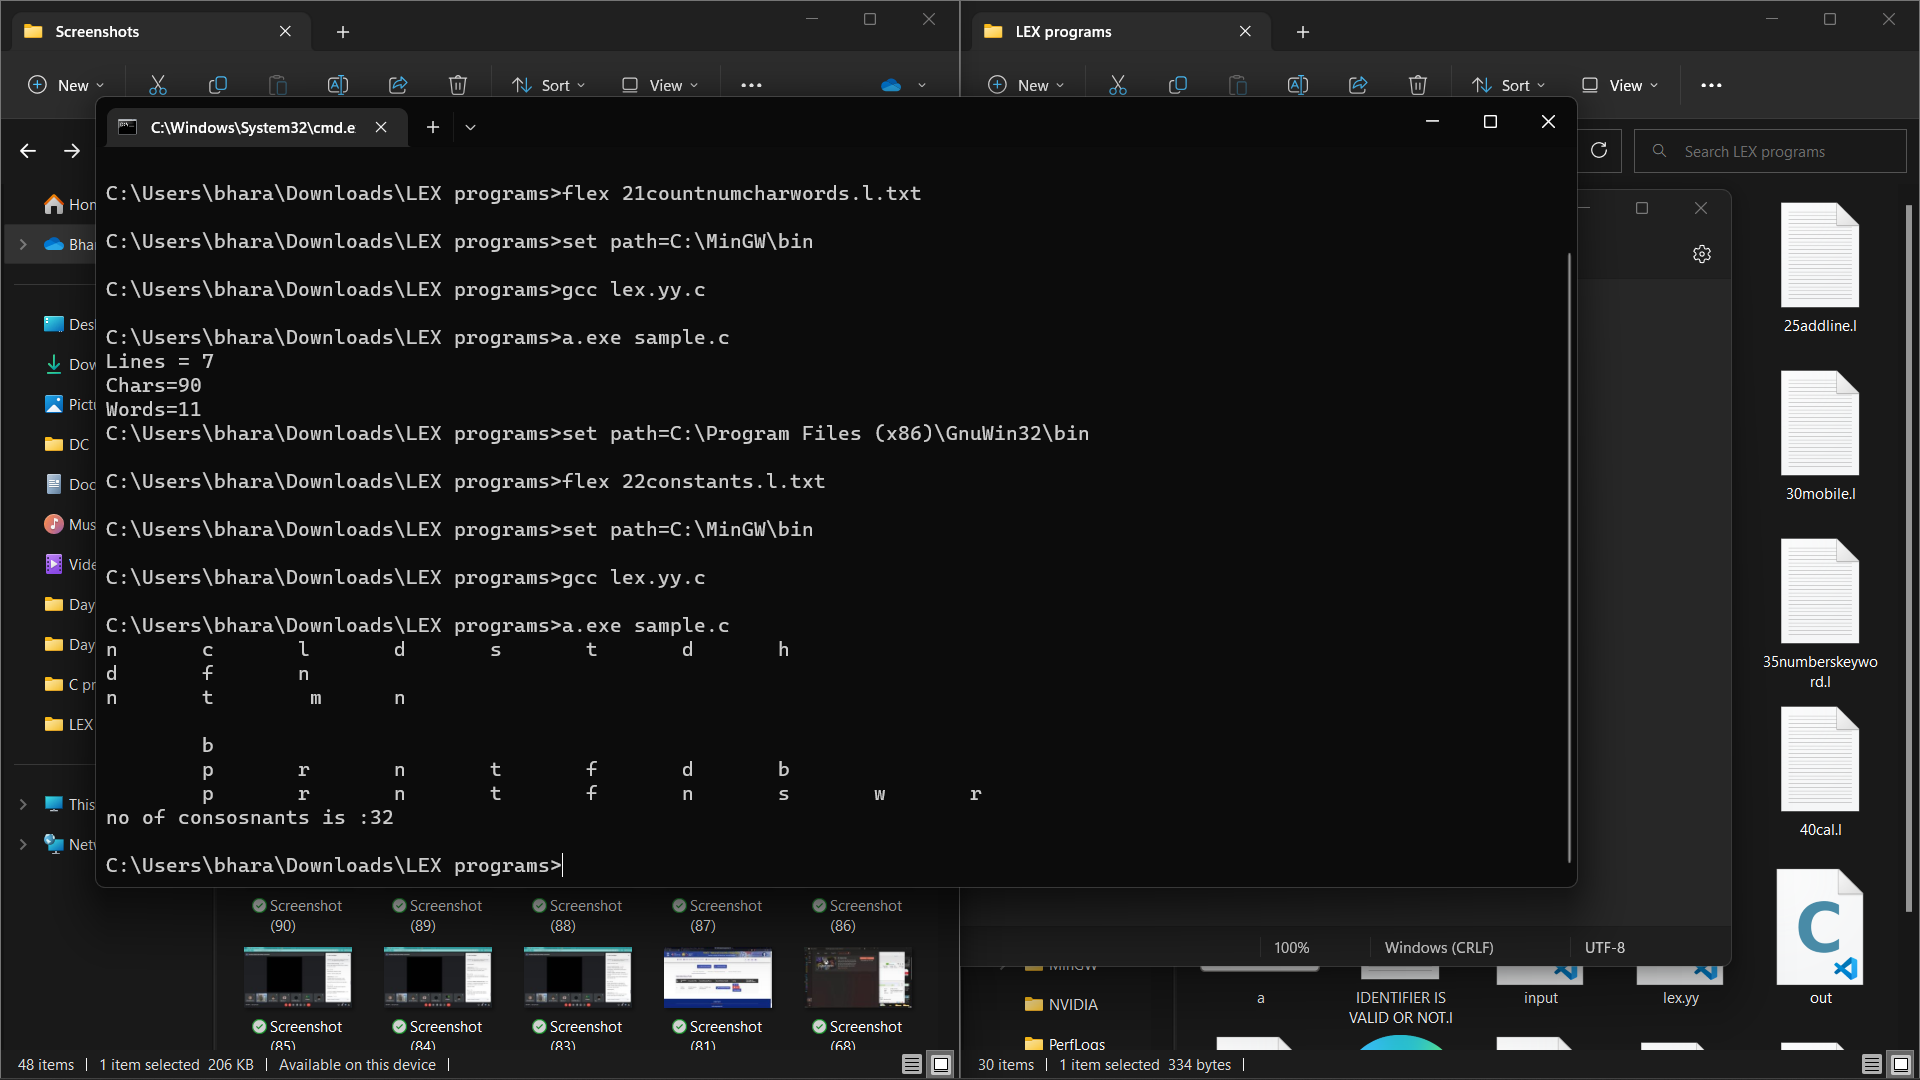 Screenshots
LEX programs
New
Sort
View
New
Sort
View
C:\Windows\System32\cmd.e
Search LEX programs
C:\Users\bhara\Downloads\LEX programs>flex 21countnumcharwords.l.txt
C:\Users\bhara\Downloads\LEX programs>set path=C:\MinGW\bin
C:\Users\bhara\Downloads\LEX programs>gcc lex.yy.c
C:\Users\bhara\Downloads\LEX programs>a.exe sample.c
Lines = 7
Chars=90
Words=11
C:\Users\bhara\Downloads\LEX programs>set path=C:\Program Files (x86)\GnuWin32\bin
C:\Users\bhara\Downloads\LEX programs>flex 22constants.l.txt
C:\Users\bhara\Downloads\LEX programs>set path=C:\MinGW\bin
C:\Users\bhara\Downloads\LEX programs>gcc lex.yy.c
C:\Users\bhara\Downloads\LEX programs>a.exe sample.c
n c l d s t d h
d f n
n t m n
b
p r n t f d b
p r n t f n s w r
no of consosnants is :32
C:\Users\bhara\Downloads\LEX programs>
Hon
Bha
Desl
Dow
Pictu
DC
Doc
Mus
Vide
Day
Day
C pr
LEX
This
Netw
25addline.l
30mobile.l
35numberskeyword.l
40cal.l
out
Screenshot (90)
Screenshot (89)
Screenshot (88)
Screenshot (87)
Screenshot (86)
Screenshot (85)
Screenshot (84)
Screenshot (83)
Screenshot (81)
Screenshot (68)
100%
Windows (CRLF)
UTF-8
MinGW
NVIDIA
PerfLogs
a
IDENTIFIER IS
VALID OR NOT.l
input
lex.yy
48 items
1 item selected 206 KB
Available on this device
30 items
1 item selected 334 bytes